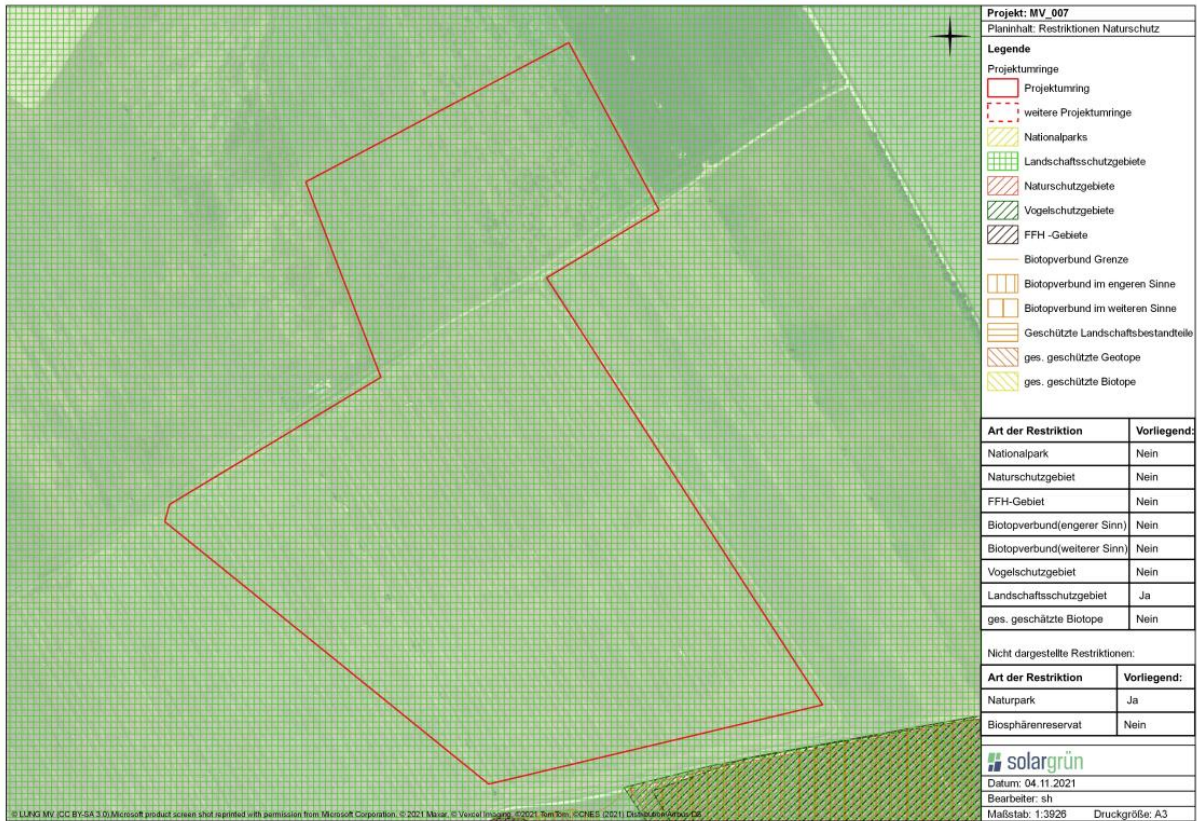 Projekt: MV_007
Planinhalt: Restriktionen Naturschutz
Legende
Projektumringe
Projektumring
weitere Projektumringe
Nationalparks
Landschaftsschutzgebiete
Naturschutzgebiete
Vogelschutzgebiete
FFH -Gebiete
Biotopverbund Grenze
Biotopverbund im engeren Sinne
Biotopverbund im weiteren Sinne
Geschützte Landschaftsbestandteile
ges. geschützte Geotope
ges. geschützte Biotope
Art der Restriktion Vorliegend:
Nationalpark Nein
Naturschutzgebiet Nein
FFH-Gebiet Nein
Biotopverbund(engerer Sinn) Nein
Biotopverbund(weiterer Sinn) Nein
Vogelschutzgebiet Nein
Landschaftsschutzgebiet Ja
ges. geschätzte Biotope Nein
Nicht dargestellte Restriktionen:
Art der Restriktion Vorliegend:
Naturpark Ja
Biosphärenreservat Nein
solargrün
Datum: 04.11.2021
Bearbeiter: sh
Maßstab: 1:3926 Druckgröße: A3
© LUNG MV (CC BY-SA 3.0),Microsoft product screen shot reprinted with permission from Microsoft Corporation, © 2021 Maxar, © Vexcel Imaging, ©2021 TomTom, ©CNES (2021) Distribution Airbus DS